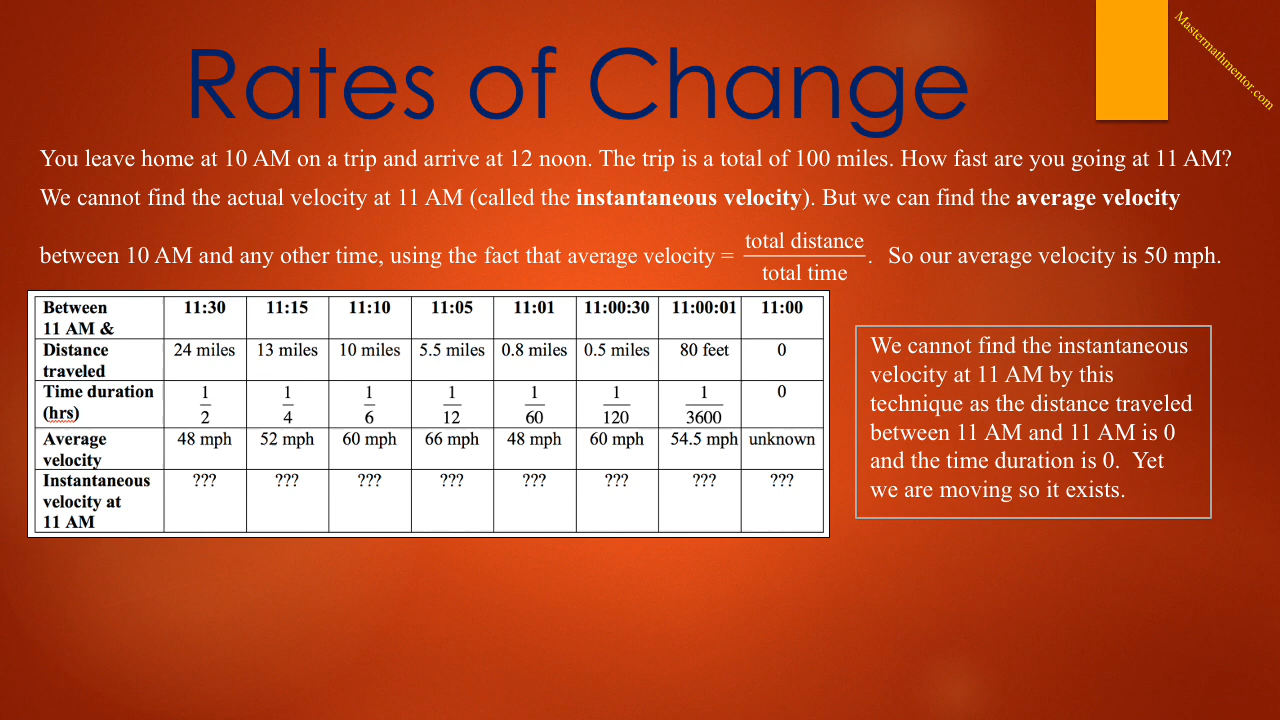 Mastermathmentor.com
Rates of Change
You leave home at 10 AM on a trip and arrive at 12 noon. The trip is a total of 100 miles. How fast are you going at 11 AM?
We cannot find the actual velocity at 11 AM (called the instantaneous velocity). But we can find the average velocity
between 10 AM and any other time, using the fact that average velocity = total distance / total time. So our average velocity is 50 mph.
Between 11 AM & 11:30 11:15 11:10 11:05 11:01 11:00:30 11:00:01 11:00
Distance traveled 24 miles 13 miles 10 miles 5.5 miles 0.8 miles 0.5 miles 80 feet 0
Time duration (hrs) 1/2 1/4 1/6 1/12 1/60 1/120 1/3600 0
Average velocity 48 mph 52 mph 60 mph 66 mph 48 mph 60 mph 54.5 mph unknown
Instantaneous velocity at 11 AM ??? ??? ??? ??? ??? ??? ??? ???
We cannot find the instantaneous
velocity at 11 AM by this
technique as the distance traveled
between 11 AM and 11 AM is 0
and the time duration is 0. Yet
we are moving so it exists.